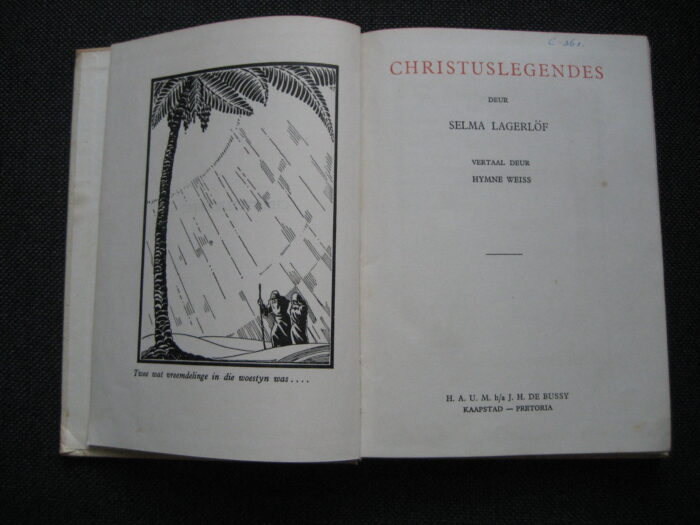 Twee wat vreemdelinge in die woestyn was . . . .
C-361.
CHRISTUSLEGENDES
DEUR
SELMA LAGERLÖF
VERTAAL DEUR
HYMNE WEISS
H. A. U. M. h/a J. H. DE BUSSY
KAAPSTAD — PRETORIA